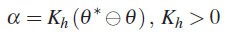 α = K_h (θ* ⊖ θ) , K_h > 0